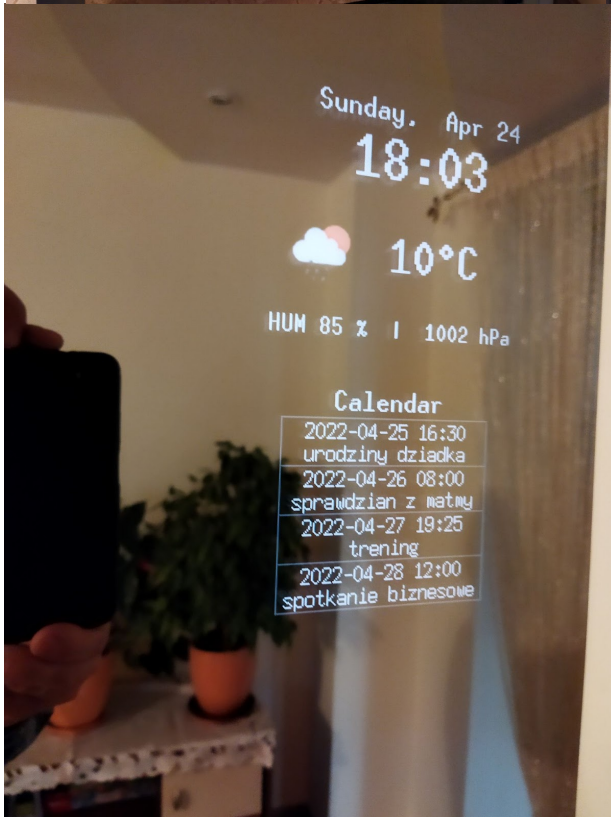 Sunday, Apr 24
18:03
10°C
HUM 85 % | 1002 hPa
Calendar
2022-04-25 16:30
urodziny dziadka
2022-04-26 08:00
sprawdzian z matmy
2022-04-27 19:25
trening
2022-04-28 12:00
spotkanie biznesowe